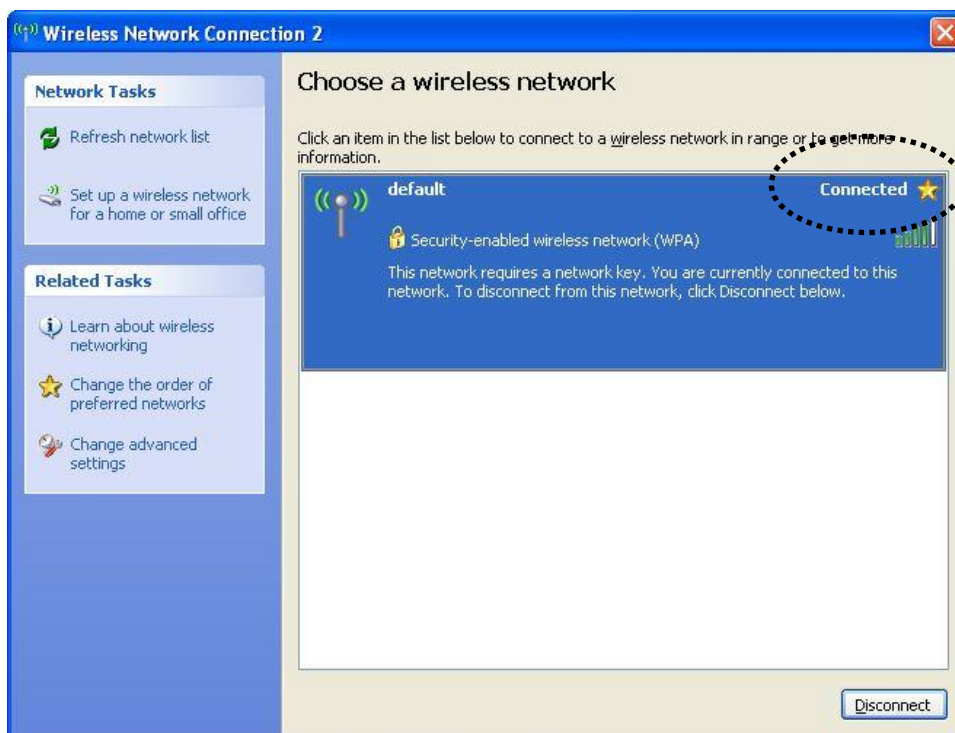 Wireless Network Connection 2
Network Tasks
Refresh network list
Set up a wireless network
for a home or small office
Related Tasks
Learn about wireless
networking
Change the order of
preferred networks
Change advanced
settings
Choose a wireless network
Click an item in the list below to connect to a wireless network in range or to get more
information.
default
Connected
Security-enabled wireless network (WPA)
This network requires a network key. You are currently connected to this
network. To disconnect from this network, click Disconnect below.
Disconnect